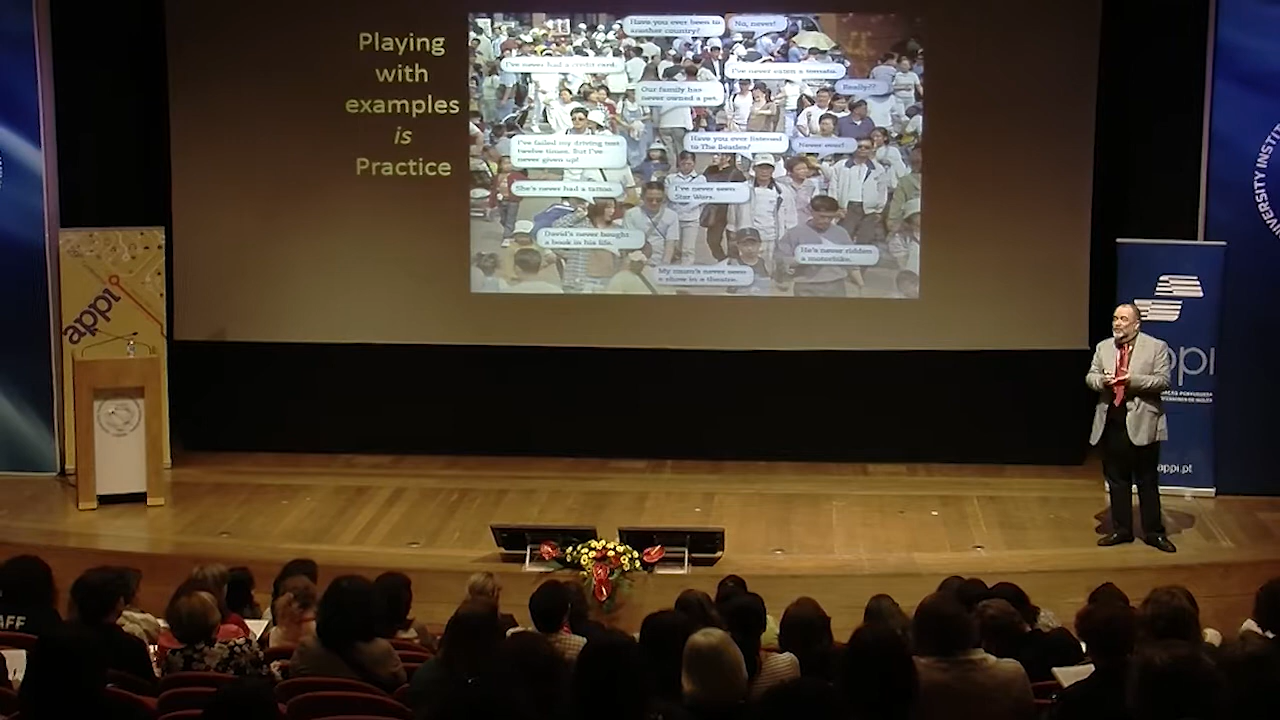 Playing
with
examples
is
Practice
Have you ever been to
another country?
No, never!
I've never had a credit card.
I've never eaten a tomato.
Our family has
never owned a pet.
Really??
I've failed my driving test
twelve times. But I've
never given up!
Have you ever listened
to The Beatles?
Never ever!
She's never had a tattoo.
I've never seen
Star Wars.
David's never bought
a book in his life.
He's never ridden
a motorbike.
My mum's never seen
a show in a theatre.
appi
appi
appi.pt
VERSITY INSTI
AFF